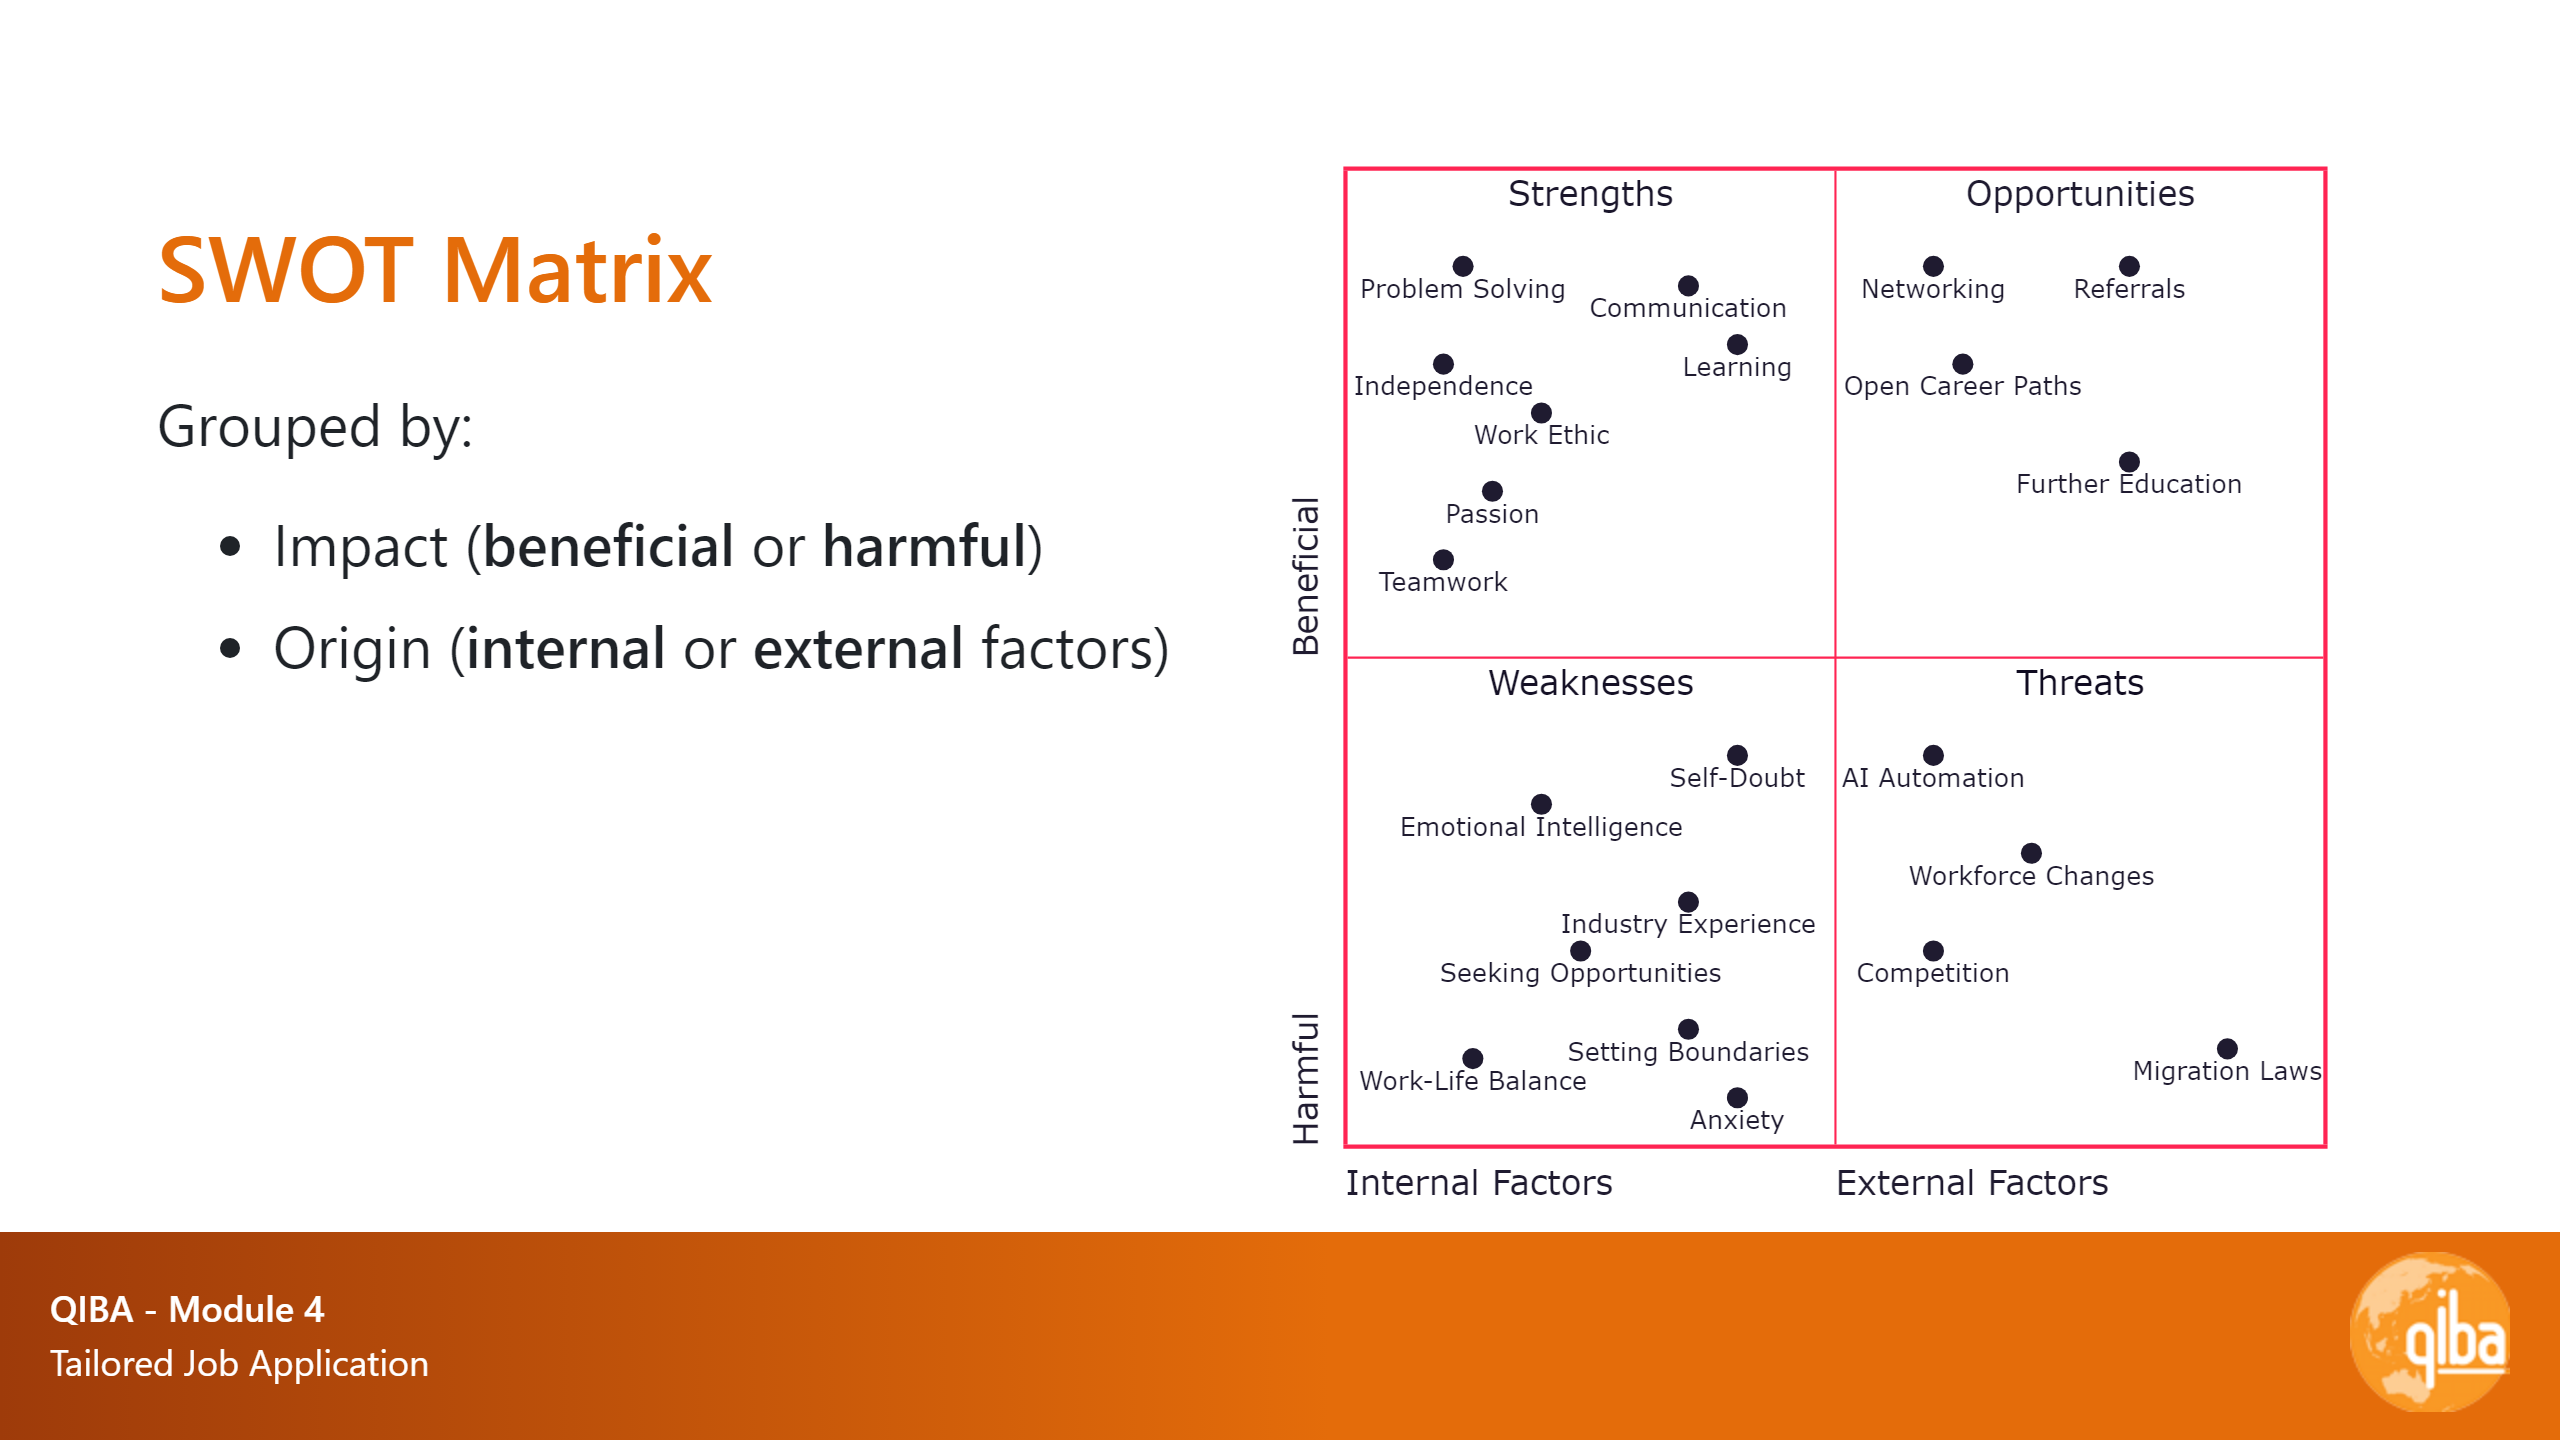 SWOT Matrix
Grouped by:
• Impact (beneficial or harmful)
• Origin (internal or external factors)
Strengths
Problem Solving
Communication
Learning
Independence
Work Ethic
Passion
Teamwork
Opportunities
Networking
Referrals
Open Career Paths
Further Education
Weaknesses
Self-Doubt
Emotional Intelligence
Industry Experience
Seeking Opportunities
Setting Boundaries
Work-Life Balance
Anxiety
Threats
AI Automation
Workforce Changes
Competition
Migration Laws
Beneficial
Harmful
Internal Factors
External Factors
QIBA - Module 4
Tailored Job Application
qiba